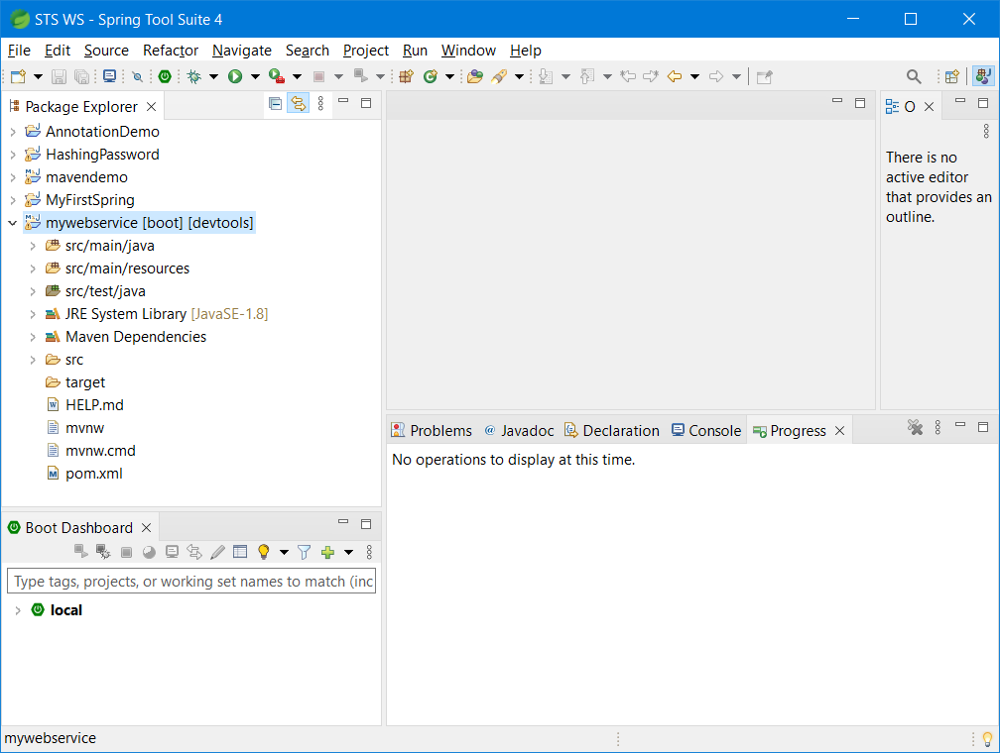 STS WS - Spring Tool Suite 4
File Edit Source Refactor Navigate Search Project Run Window Help
Package Explorer
AnnotationDemo
HashingPassword
mavendemo
MyFirstSpring
mywebservice [boot] [devtools]
src/main/java
src/main/resources
src/test/java
JRE System Library [JavaSE-1.8]
Maven Dependencies
src
target
HELP.md
mvnw
mvnw.cmd
pom.xml
O
There is no
active editor
that provides an
outline.
Problems @ Javadoc Declaration Console Progress
No operations to display at this time.
Boot Dashboard
Type tags, projects, or working set names to match (inc
local
mywebservice